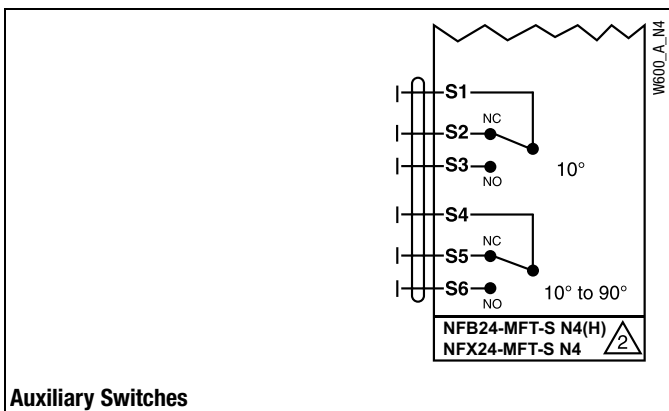 W600_A_N4
S1
NC
S2
S3
NO
10°
S4
NC
S5
S6
NO
10° to 90°
NFB24-MFT-S N4(H)
NFX24-MFT-S N4
2
Auxiliary Switches